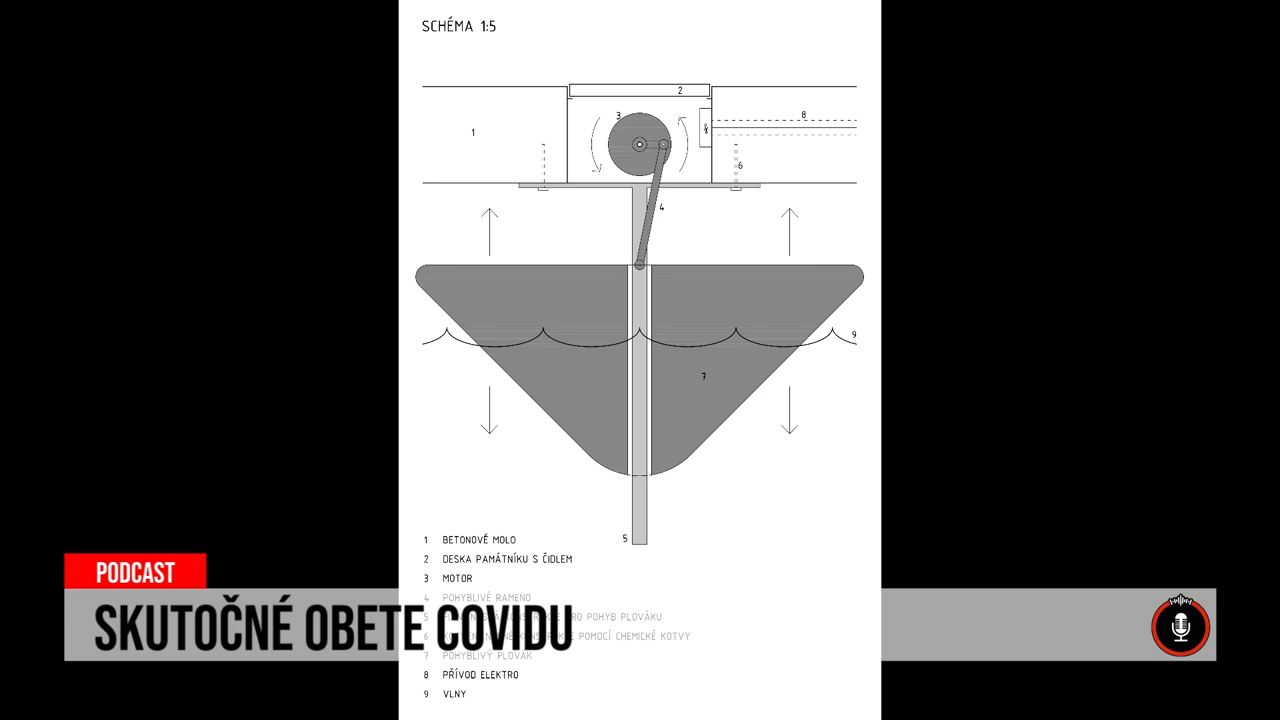 SCHÉMA 1:5
2
3
8
1
6
4
9
7
5
1 BETONOVÉ MOLO
2 DESKA PAMÁTNÍKU S ČIDLEM
3 MOTOR
4 POHYBLIVÉ RAMENO
5 PRO POHYB PLOVÁKU
6 POMOCÍ CHEMICKÉ KOTVY
7 POHYBLIVÝ PLOVÁK
8 PŘÍVOD ELEKTRO
9 VLNY
PODCAST
SKUTOČNÉ OBETE COVIDU